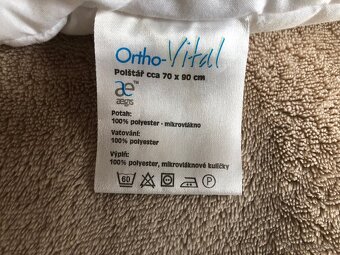 Ortho-Vital
Polštář cca 70 x 90 cm
æ™
aegis
Potah:
100% polyester - mikrovlákno
Vatování:
100% polyester
Výplň:
100% polyester, mikrovláknové kuličky
60 P